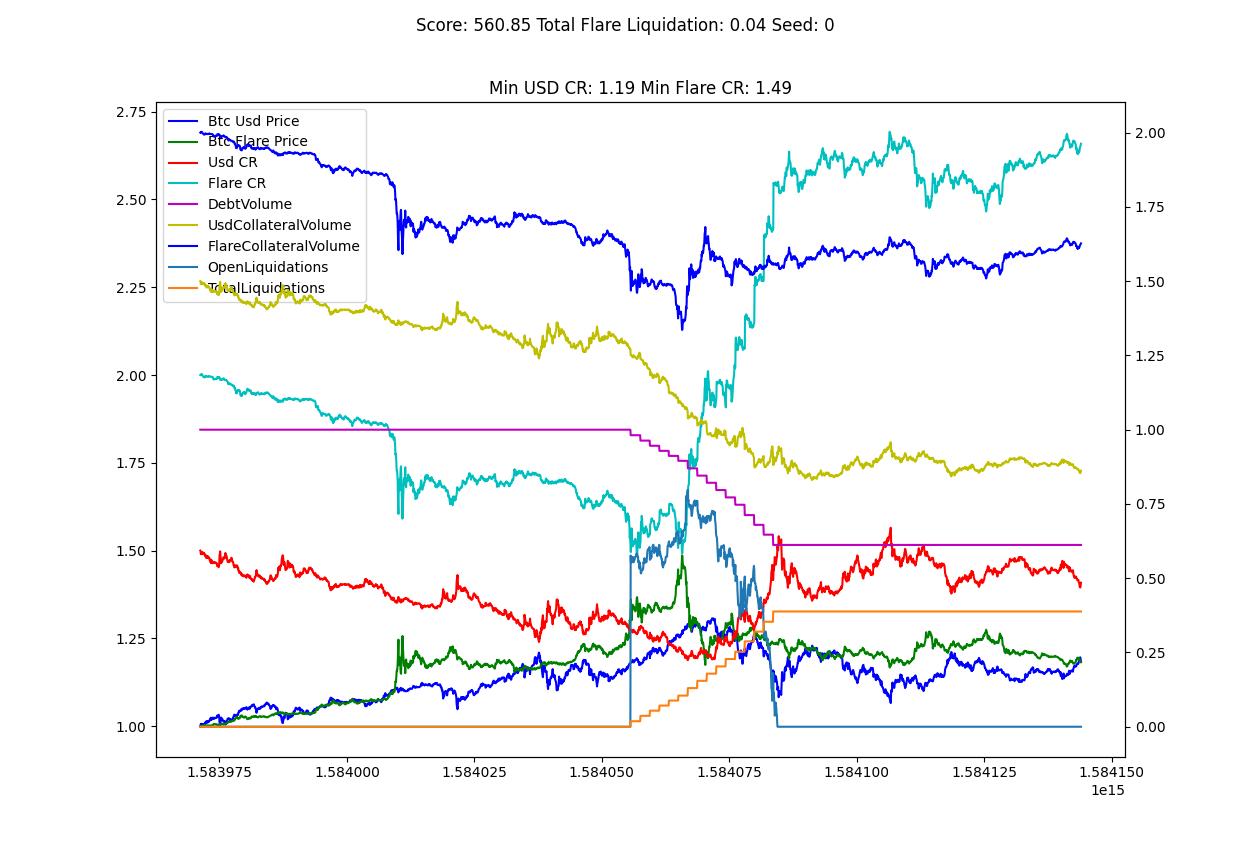 Score: 560.85 Total Flare Liquidation: 0.04 Seed: 0
Min USD CR: 1.19 Min Flare CR: 1.49
2.75
2.50
2.25
2.00
1.75
1.50
1.25
1.00
Btc Usd Price
Btc Flare Price
Usd CR
Flare CR
DebtVolume
UsdCollateralVolume
FlareCollateralVolume
OpenLiquidations
TotalLiquidations
2.00
1.75
1.50
1.25
1.00
0.75
0.50
0.25
0.00
1.583975 1.584000 1.584025 1.584050 1.584075 1.584100 1.584125 1.584150
1e15